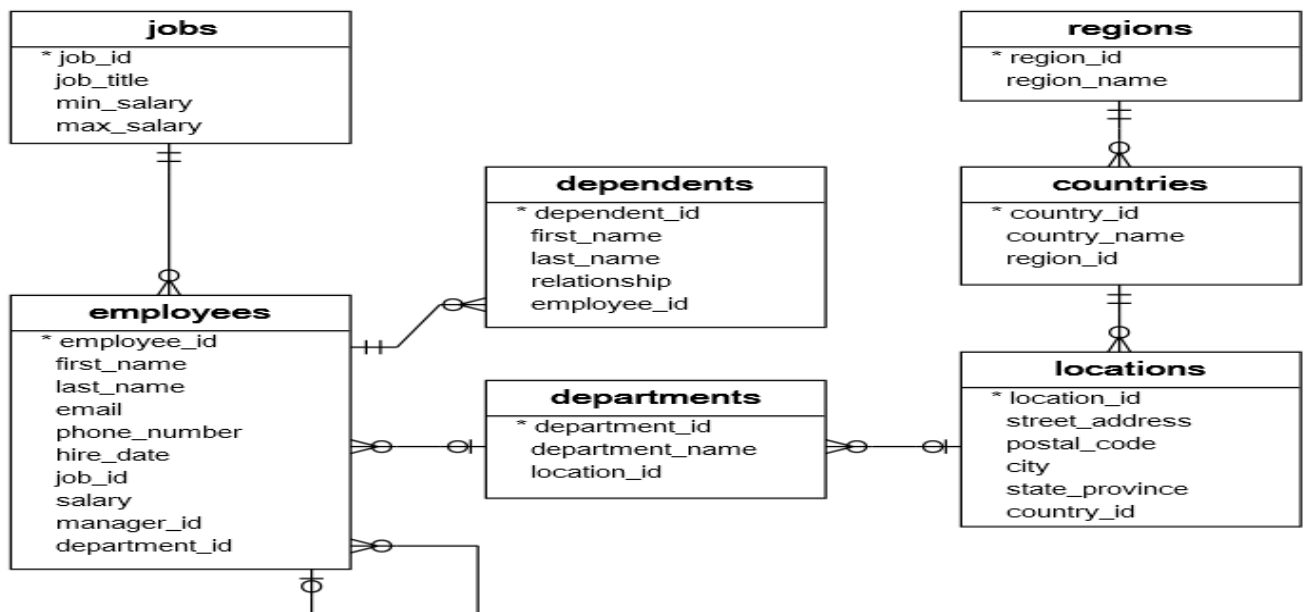 jobs
* job_id
job_title
min_salary
max_salary
regions
* region_id
region_name
dependents
* dependent_id
first_name
last_name
relationship
employee_id
countries
* country_id
country_name
region_id
employees
* employee_id
first_name
last_name
email
phone_number
hire_date
job_id
salary
manager_id
department_id
departments
* department_id
department_name
location_id
locations
* location_id
street_address
postal_code
city
state_province
country_id